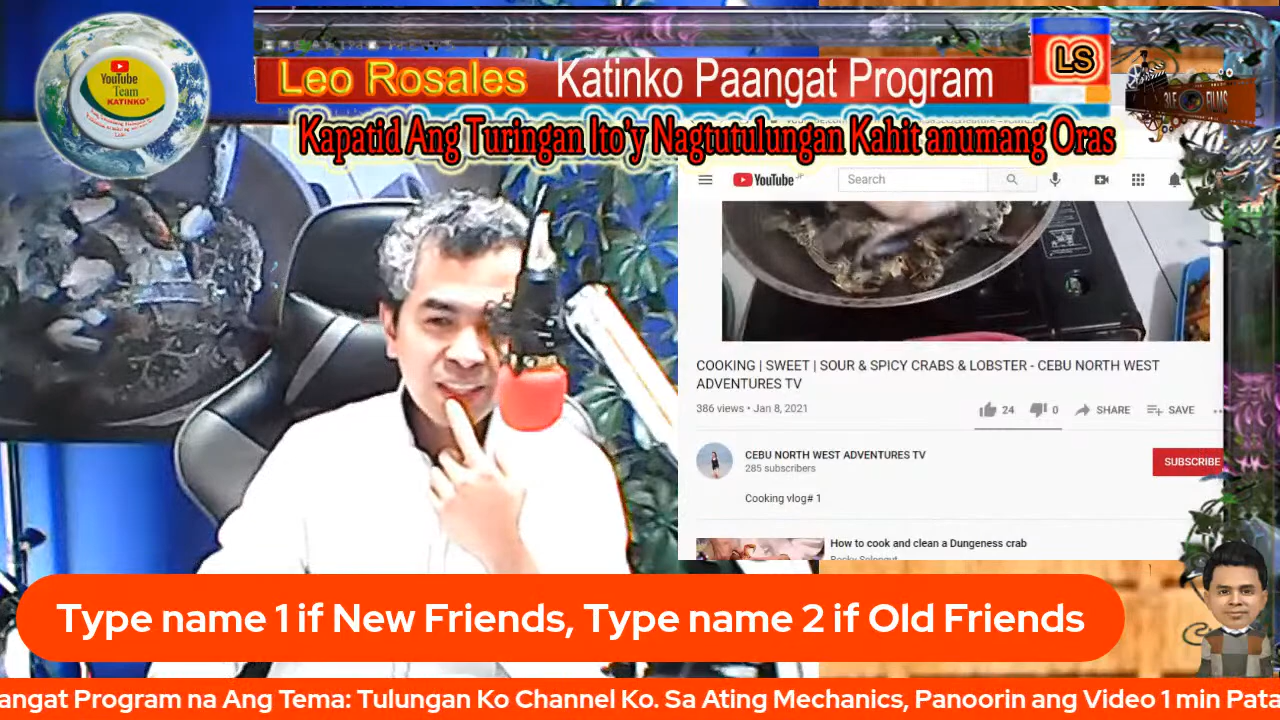 YouTube
Team
KATINKO
Leo Rosales
Katinko Paangat Program
LS
3LE FILMS
Kapatid Ang Turingan Ito'y Nagtutulungan Kahit anumang Oras
YouTube
Search
COOKING | SWEET | SOUR & SPICY CRABS & LOBSTER - CEBU NORTH WEST
ADVENTURES TV
386 views • Jan 8, 2021
24
0
SHARE
SAVE
CEBU NORTH WEST ADVENTURES TV
285 subscribers
SUBSCRIBE
Cooking vlog# 1
How to cook and clean a Dungeness crab
Type name 1 if New Friends, Type name 2 if Old Friends
angat Program na Ang Tema: Tulungan Ko Channel Ko. Sa Ating Mechanics, Panoorin ang Video 1 min Pata